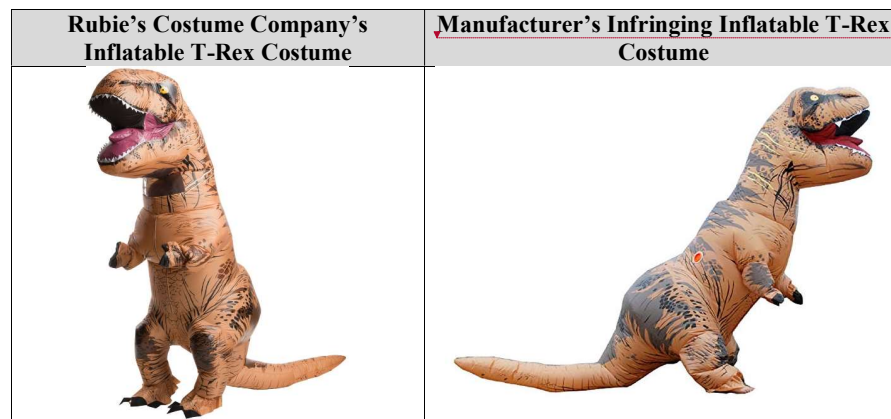 Rubie’s Costume Company’s
Inflatable T-Rex Costume
Manufacturer’s Infringing Inflatable T-Rex
Costume